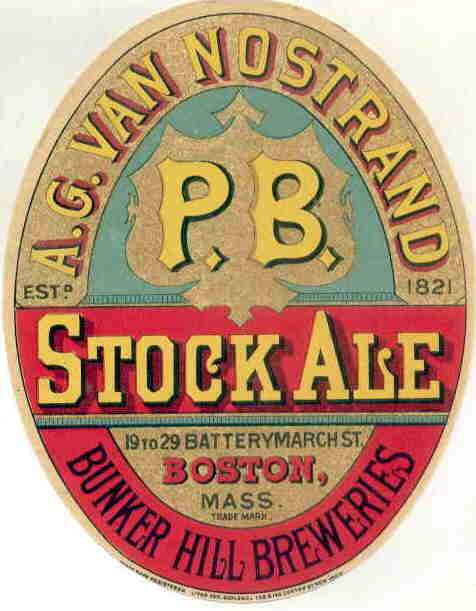 A.G. VAN NOSTRAND
P.B.
ESTD 1821
STOCK ALE
19 TO 29 BATTERYMARCH ST.
BOSTON,
MASS.
TRADE MARK.
BUNKER HILL BREWERIES